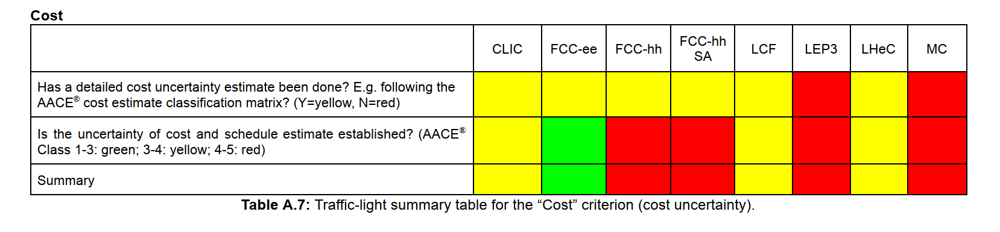 Cost
CLIC FCC-ee FCC-hh FCC-hh SA LCF LEP3 LHeC MC
Has a detailed cost uncertainty estimate been done? E.g. following the
AACE® cost estimate classification matrix? (Y=yellow, N=red)
Is the uncertainty of cost and schedule estimate established? (AACE®
Class 1-3: green; 3-4: yellow; 4-5: red)
Summary
Table A.7: Traffic-light summary table for the “Cost” criterion (cost uncertainty).